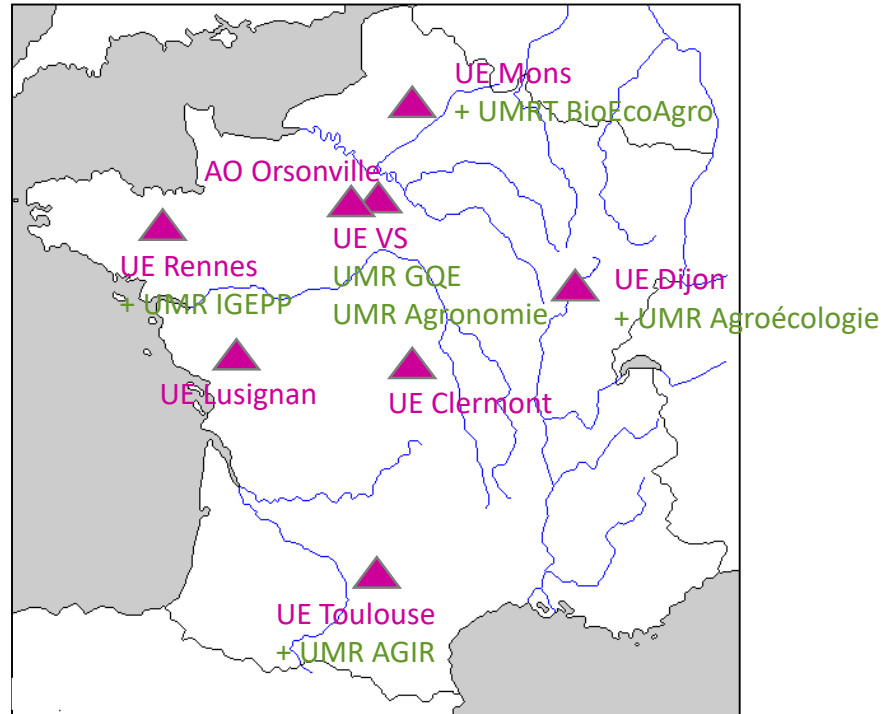 UE Mons
+ UMRT BioEcoAgro
AO Orsonville
UE VS
UMR GQE
UMR Agronomie
UE Rennes
+ UMR IGEPP
UE Dijon
+ UMR Agroécologie
UE Lusignan
UE Clermont
UE Toulouse
+ UMR AGIR